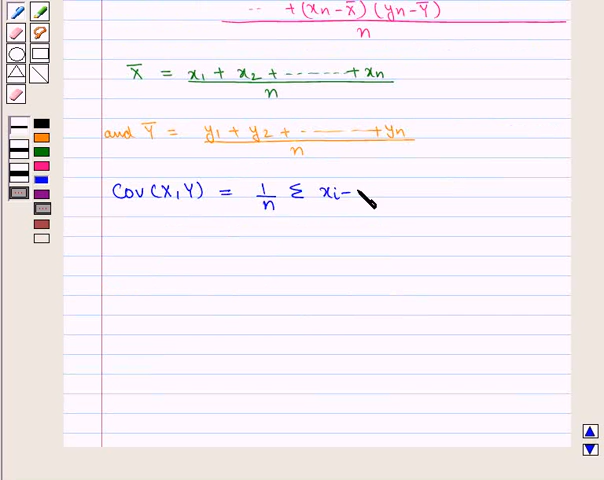 .. + (xn - X̄) (yn - Ȳ)
n
X̄ = x₁ + x₂ + ------ + xn
n
and Ȳ = y₁ + y₂ + ------ + yn
n
Cov(X,Y) = 1/n Σ xi -